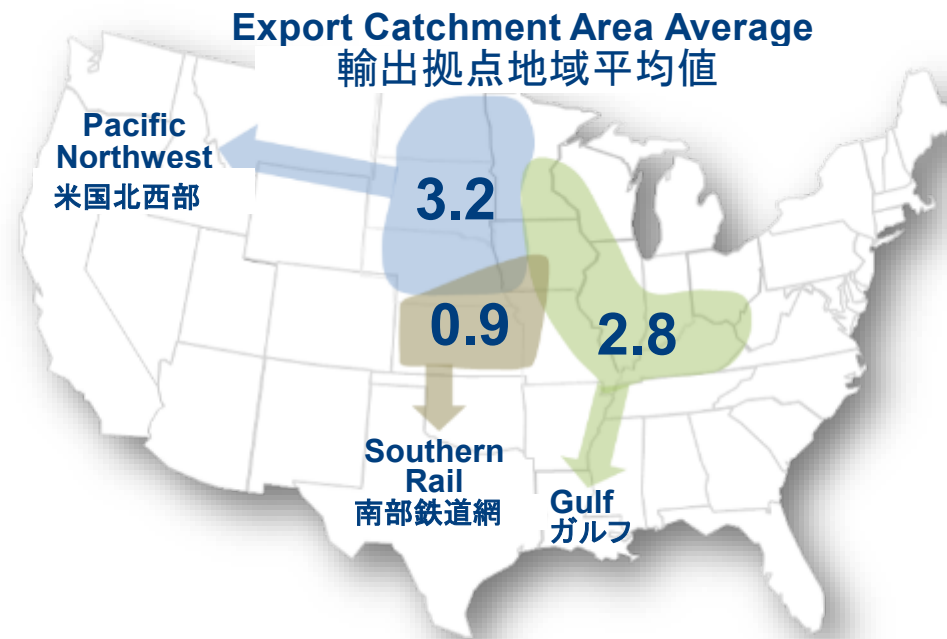 Export Catchment Area Average
輸出拠点地域平均値
Pacific
Northwest
米国北西部
3.2
0.9
2.8
Southern
Rail
南部鉄道網
Gulf
ガルフ